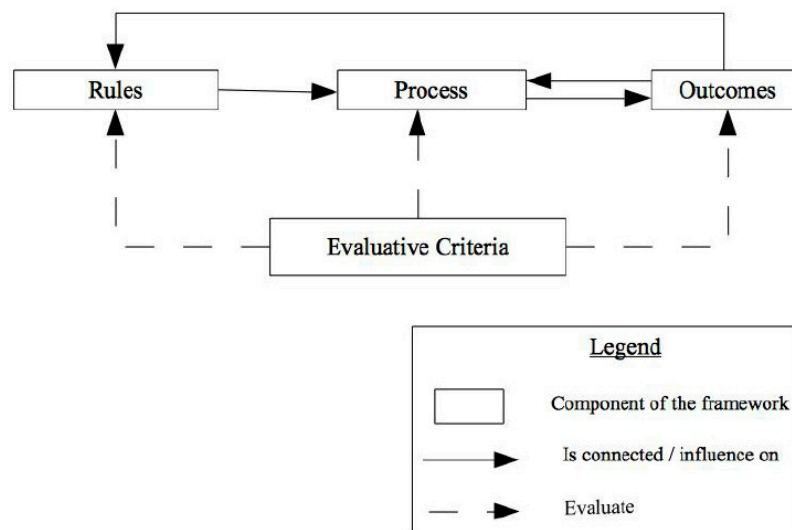 Rules
Process
Outcomes
Evaluative Criteria
Legend
Component of the framework
Is connected / influence on
Evaluate